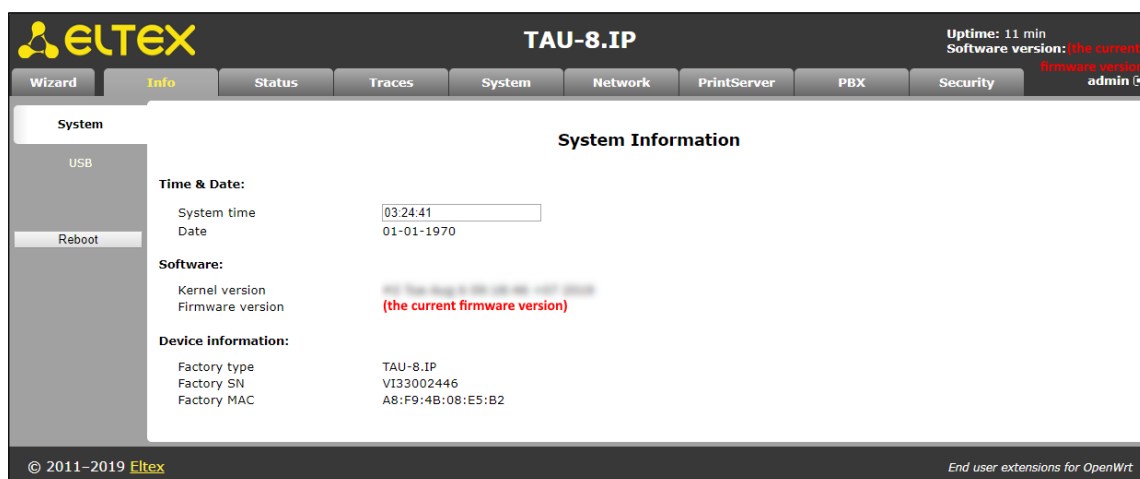 ELTEX
TAU-8.IP
Uptime: 11 min
Software version:(the current
firmware version
admin
Wizard Info Status Traces System Network PrintServer PBX Security
System
USB
Reboot
System Information
Time & Date:
System time 03:24:41
Date 01-01-1970
Software:
Kernel version
Firmware version (the current firmware version)
Device information:
Factory type TAU-8.IP
Factory SN VI33002446
Factory MAC A8:F9:4B:08:E5:B2
© 2011–2019 Eltex
End user extensions for OpenWrt